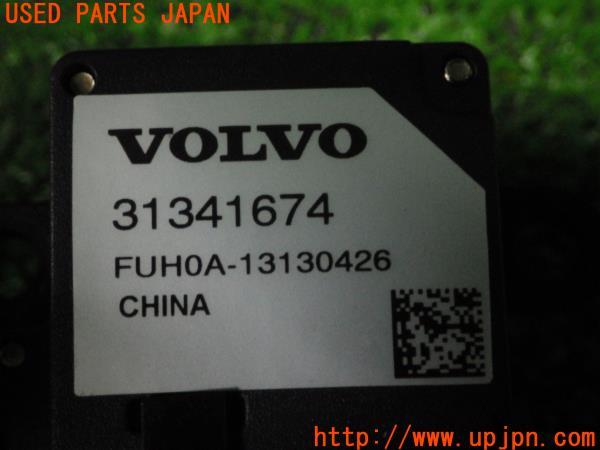 USED PARTS JAPAN
VOLVO
31341674
FUH0A-13130426
CHINA
http://www.upjpn.com/